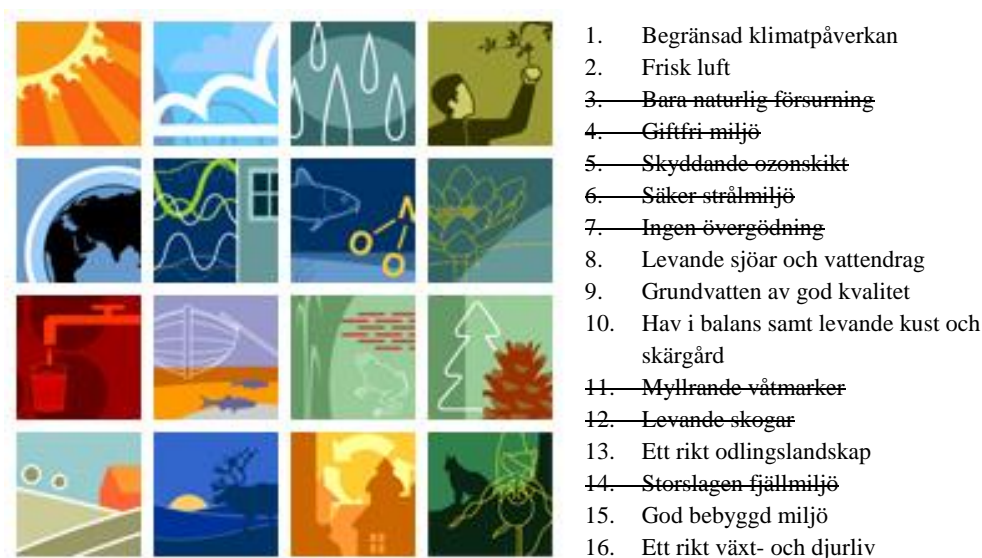 1. Begränsad klimatpåverkan
2. Frisk luft
3. Bara naturlig försurning
4. Giftfri miljö
5. Skyddande ozonskikt
6. Säker strålmiljö
7. Ingen övergödning
8. Levande sjöar och vattendrag
9. Grundvatten av god kvalitet
10. Hav i balans samt levande kust och
skärgård
11. Myllrande våtmarker
12. Levande skogar
13. Ett rikt odlingslandskap
14. Storslagen fjällmiljö
15. God bebyggd miljö
16. Ett rikt växt- och djurliv